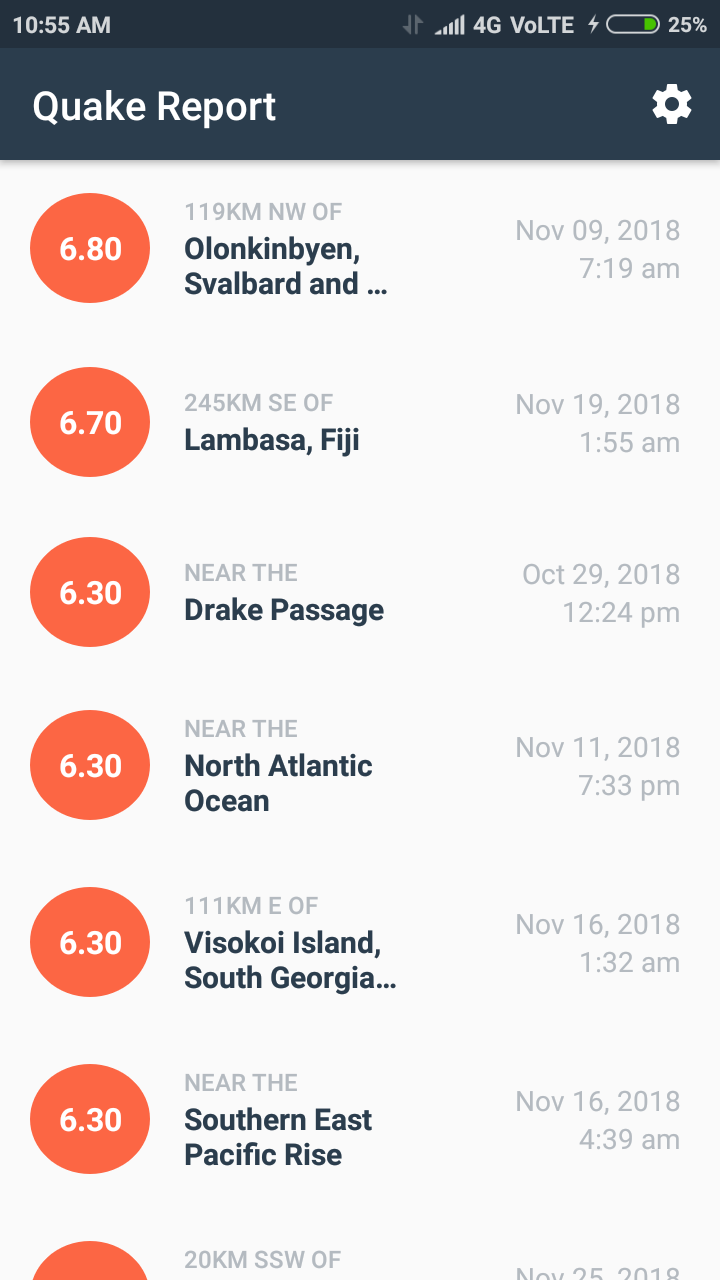 10:55 AM 4G VoLTE 25%
Quake Report
6.80
119KM NW OF
Olonkinbyen,
Svalbard and ...
Nov 09, 2018
7:19 am
6.70
245KM SE OF
Lambasa, Fiji
Nov 19, 2018
1:55 am
6.30
NEAR THE
Drake Passage
Oct 29, 2018
12:24 pm
6.30
NEAR THE
North Atlantic
Ocean
Nov 11, 2018
7:33 pm
6.30
111KM E OF
Visokoi Island,
South Georgia...
Nov 16, 2018
1:32 am
6.30
NEAR THE
Southern East
Pacific Rise
Nov 16, 2018
4:39 am
20KM SSW OF
Nov 25, 2018